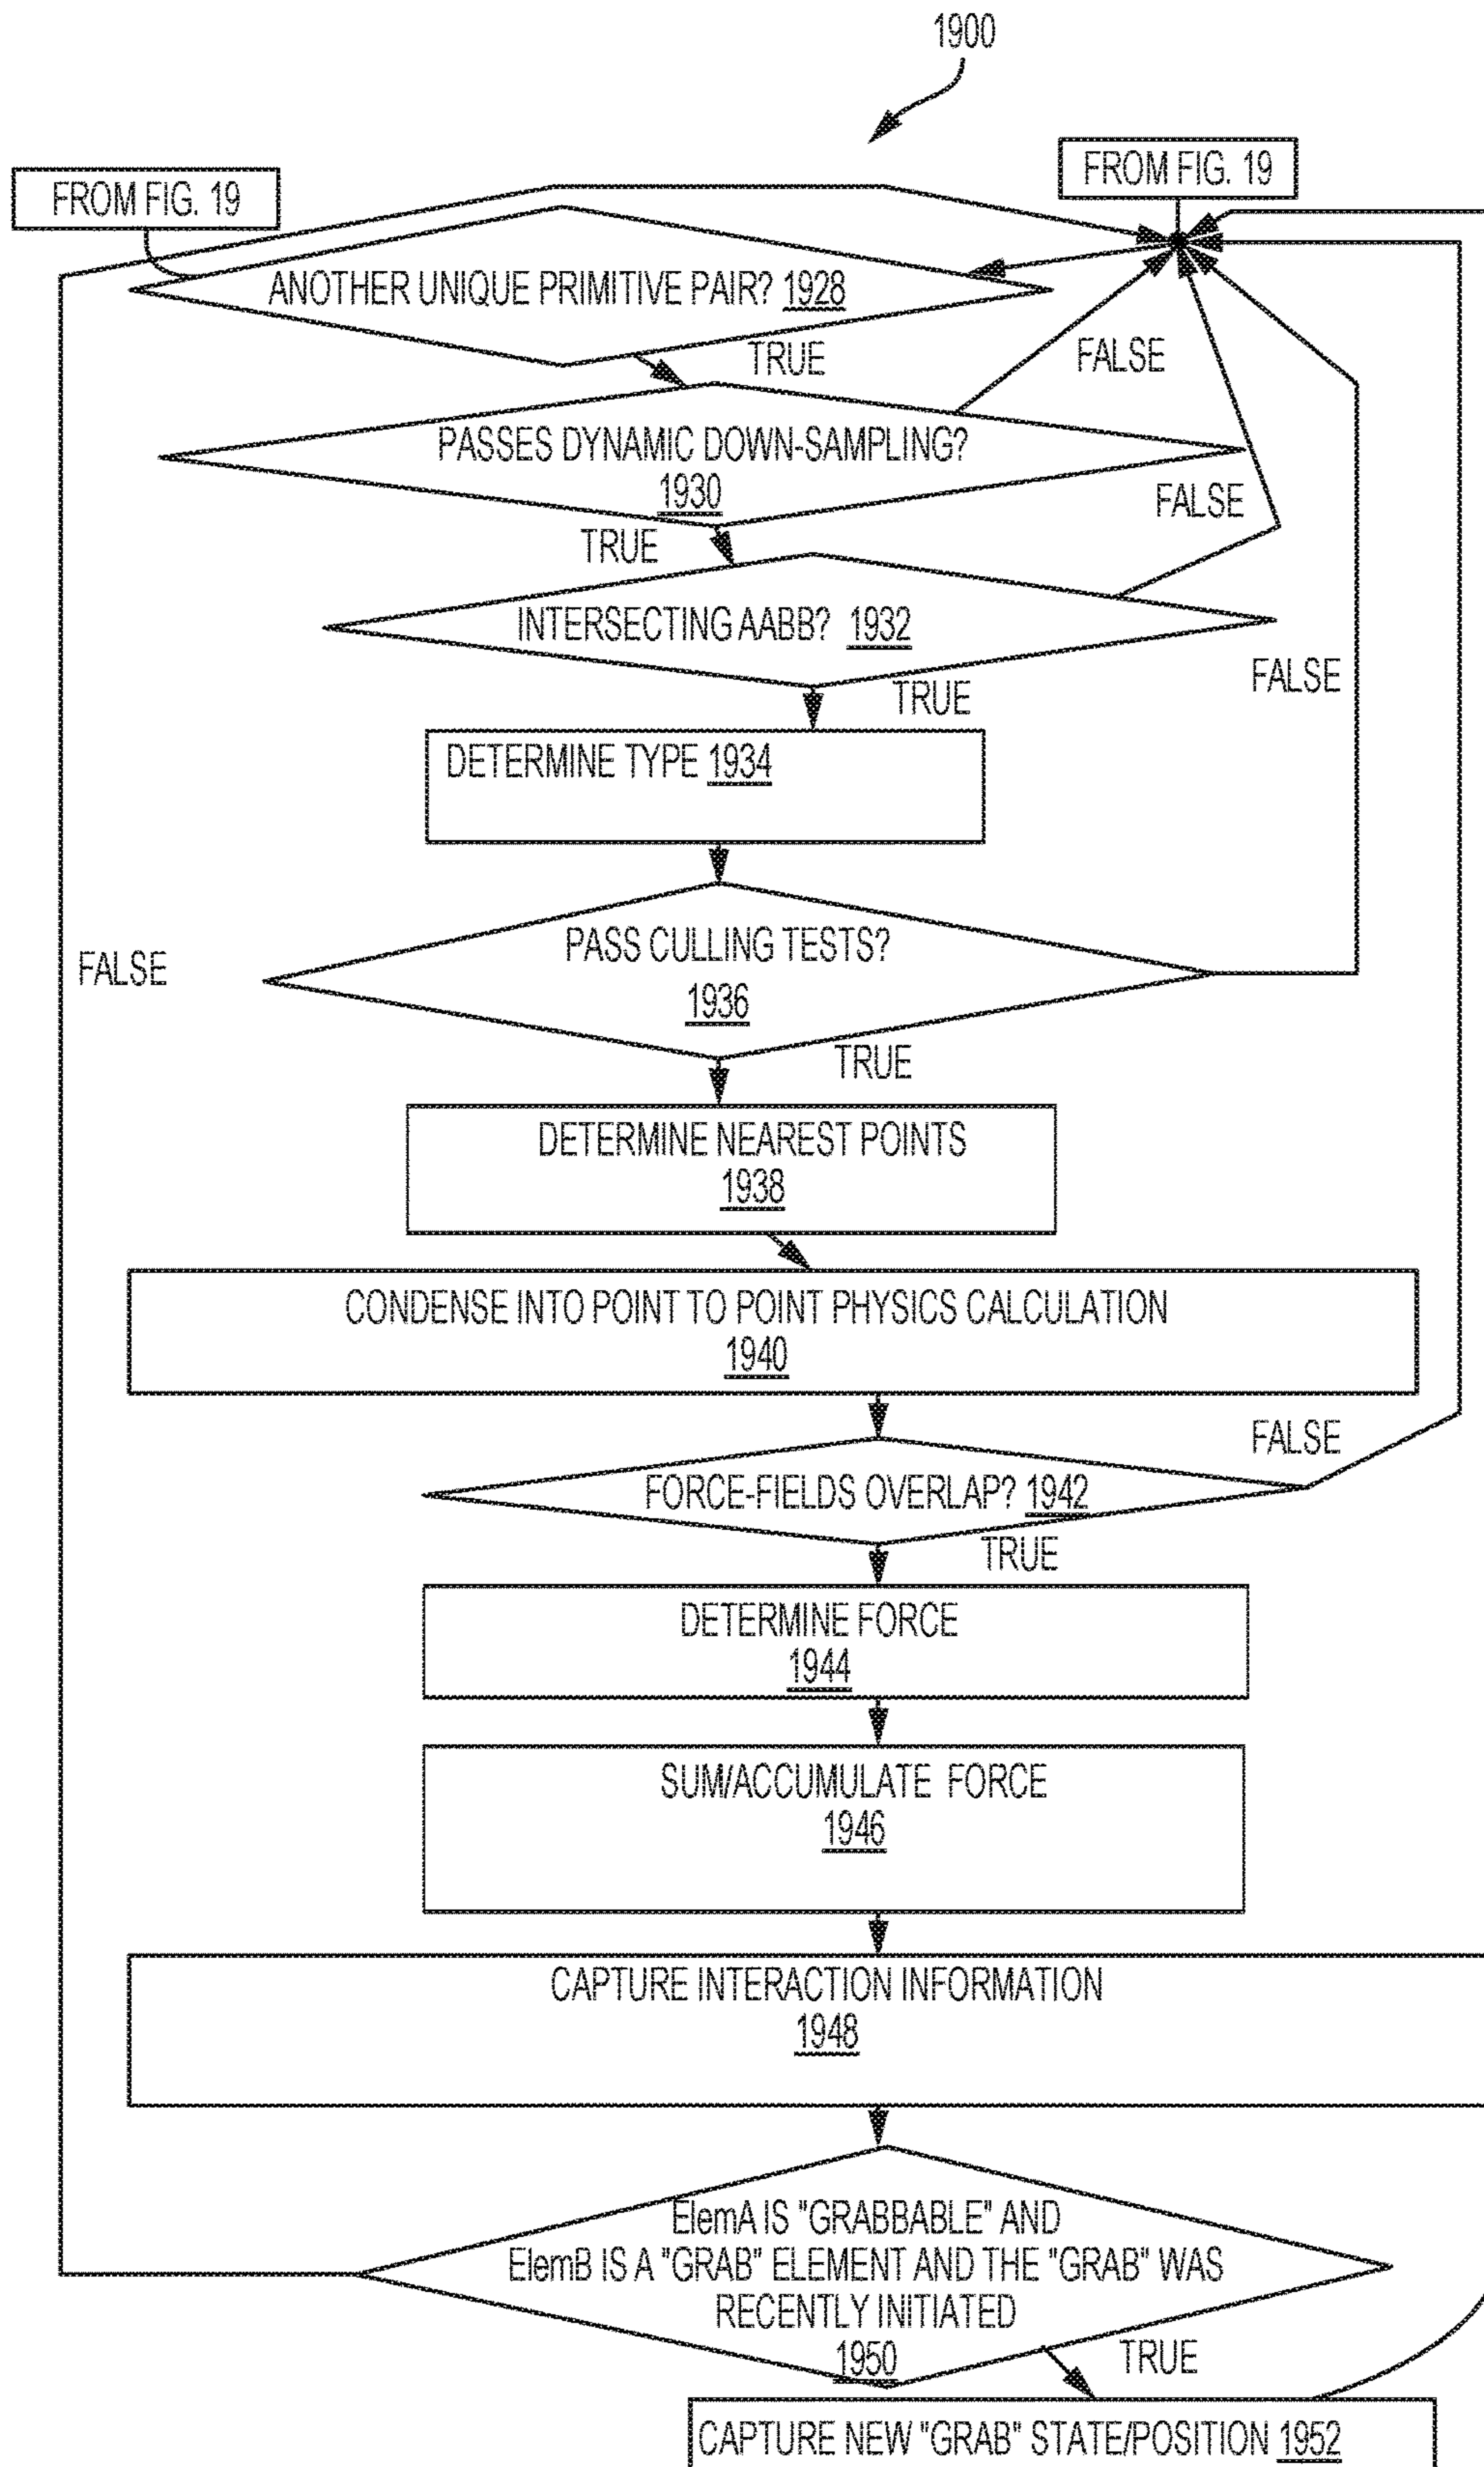 1900
FROM FIG. 19
FROM FIG. 19
ANOTHER UNIQUE PRIMITIVE PAIR? 1928
TRUE
FALSE
PASSES DYNAMIC DOWN-SAMPLING?
1930
FALSE
TRUE
INTERSECTING AABB? 1932
FALSE
TRUE
DETERMINE TYPE 1934
PASS CULLING TESTS?
FALSE
1936
TRUE
DETERMINE NEAREST POINTS
1938
CONDENSE INTO POINT TO POINT PHYSICS CALCULATION
1940
FALSE
FORCE-FIELDS OVERLAP? 1942
TRUE
DETERMINE FORCE
1944
SUM/ACCUMULATE FORCE
1946
CAPTURE INTERACTION INFORMATION
1948
ElemA IS "GRABBABLE" AND
ElemB IS A "GRAB" ELEMENT AND THE "GRAB" WAS
RECENTLY INITIATED
1950
TRUE
CAPTURE NEW "GRAB" STATE/POSITION 1952